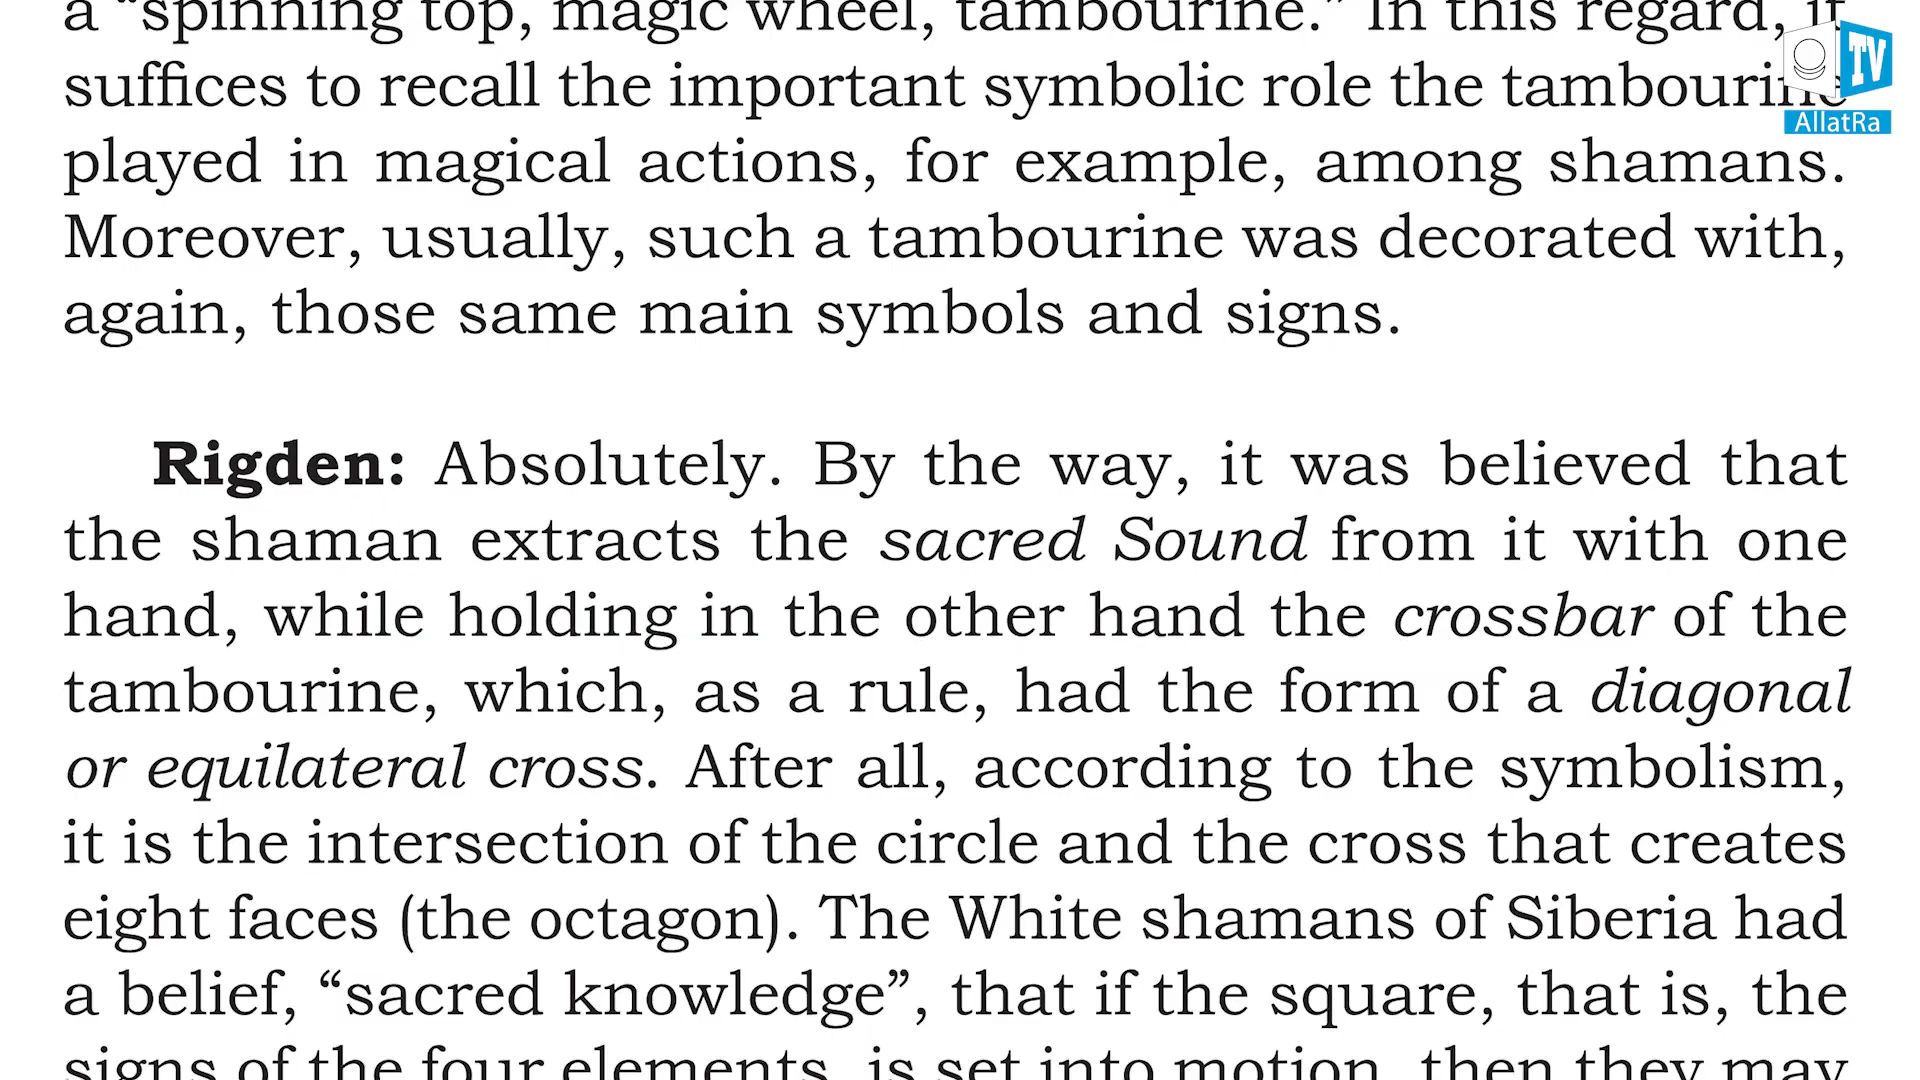 a “spinning top, magic wheel, tambourine.” In this regard, it
suffices to recall the important symbolic role the tambourine
played in magical actions, for example, among shamans.
Moreover, usually, such a tambourine was decorated with,
again, those same main symbols and signs.
Rigden: Absolutely. By the way, it was believed that
the shaman extracts the sacred Sound from it with one
hand, while holding in the other hand the crossbar of the
tambourine, which, as a rule, had the form of a diagonal
or equilateral cross. After all, according to the symbolism,
it is the intersection of the circle and the cross that creates
eight faces (the octagon). The White shamans of Siberia had
a belief, “sacred knowledge”, that if the square, that is, the
signs of the four elements, is set into motion, then they may
TV
AllatRa